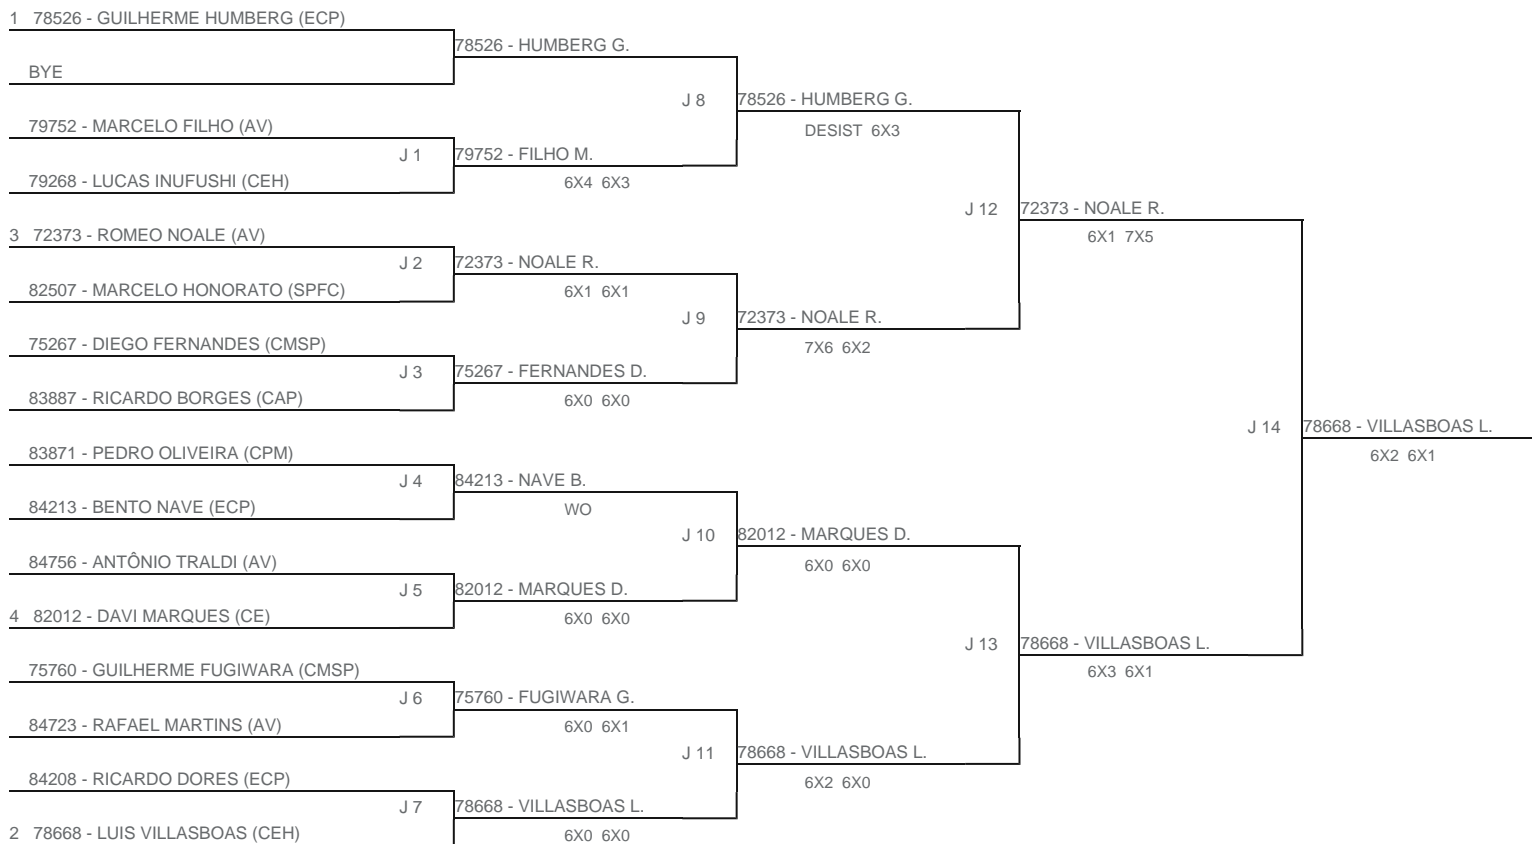 1 78526 - GUILHERME HUMBERG (ECP)
78526 - HUMBERG G.
BYE
J 8
78526 - HUMBERG G.
79752 - MARCELO FILHO (AV)
DESIST 6X3
J 1
79752 - FILHO M.
79268 - LUCAS INUFUSHI (CEH)
6X4 6X3
J 12
72373 - NOALE R.
3 72373 - ROMEO NOALE (AV)
6X1 7X5
J 2
72373 - NOALE R.
82507 - MARCELO HONORATO (SPFC)
6X1 6X1
J 9
72373 - NOALE R.
75267 - DIEGO FERNANDES (CMSP)
7X6 6X2
J 3
75267 - FERNANDES D.
83887 - RICARDO BORGES (CAP)
6X0 6X0
J 14
78668 - VILLASBOAS L.
83871 - PEDRO OLIVEIRA (CPM)
6X2 6X1
J 4
84213 - NAVE B.
84213 - BENTO NAVE (ECP)
WO
J 10
82012 - MARQUES D.
84756 - ANTÔNIO TRALDI (AV)
6X0 6X0
J 5
82012 - MARQUES D.
4 82012 - DAVI MARQUES (CE)
6X0 6X0
J 13
78668 - VILLASBOAS L.
75760 - GUILHERME FUGIWARA (CMSP)
6X3 6X1
J 6
75760 - FUGIWARA G.
84723 - RAFAEL MARTINS (AV)
6X0 6X1
J 11
78668 - VILLASBOAS L.
84208 - RICARDO DORES (ECP)
6X2 6X0
J 7
78668 - VILLASBOAS L.
2 78668 - LUIS VILLASBOAS (CEH)
6X0 6X0